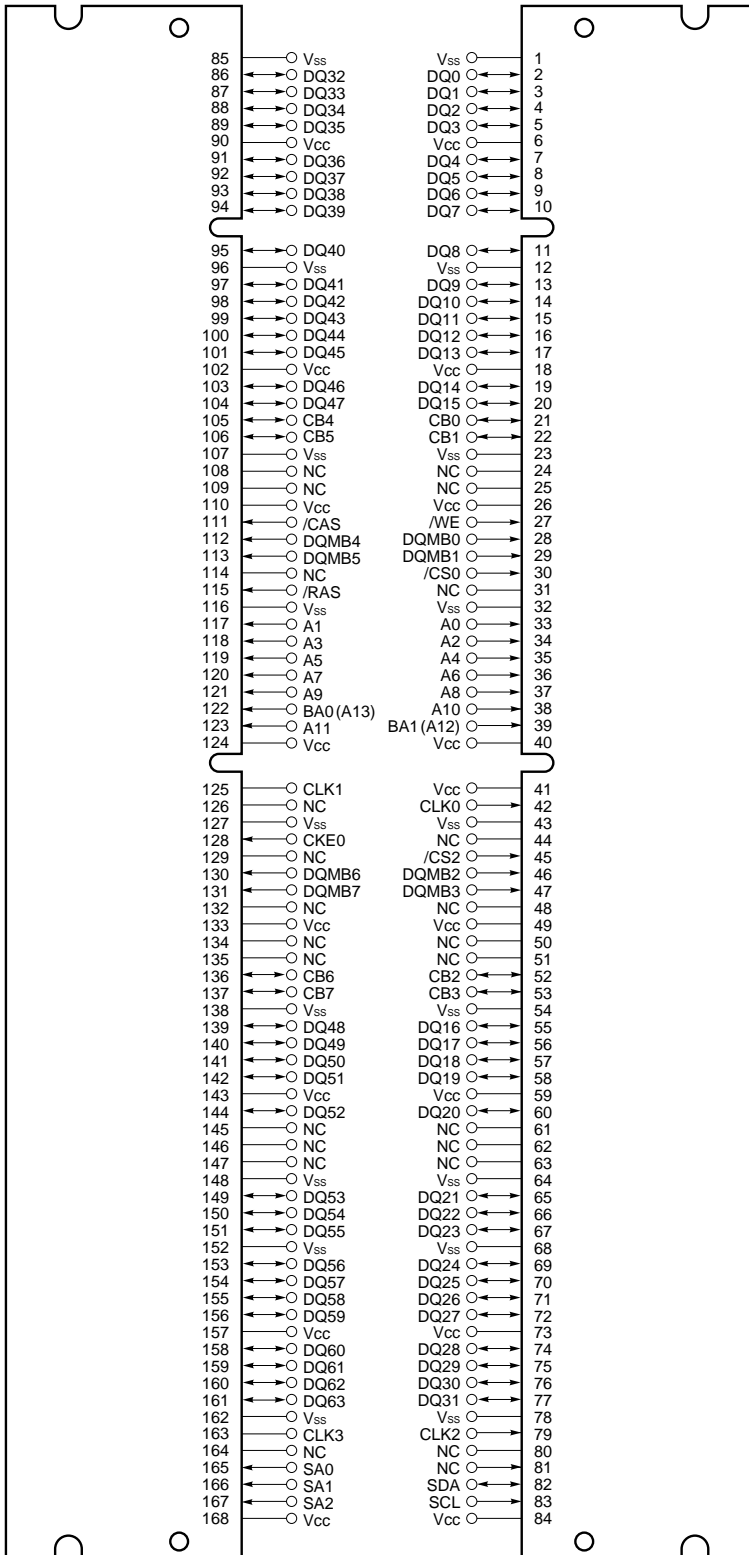 85 Vss Vss 1
86 DQ32 DQ0 2
87 DQ33 DQ1 3
88 DQ34 DQ2 4
89 DQ35 DQ3 5
90 Vcc Vcc 6
91 DQ36 DQ4 7
92 DQ37 DQ5 8
93 DQ38 DQ6 9
94 DQ39 DQ7 10
95 DQ40 DQ8 11
96 Vss Vss 12
97 DQ41 DQ9 13
98 DQ42 DQ10 14
99 DQ43 DQ11 15
100 DQ44 DQ12 16
101 DQ45 DQ13 17
102 Vcc Vcc 18
103 DQ46 DQ14 19
104 DQ47 DQ15 20
105 CB4 CB0 21
106 CB5 CB1 22
107 Vss Vss 23
108 NC NC 24
109 NC NC 25
110 Vcc Vcc 26
111 /CAS /WE 27
112 DQMB4 DQMB0 28
113 DQMB5 DQMB1 29
114 NC /CS0 30
115 /RAS NC 31
116 Vss Vss 32
117 A1 A0 33
118 A3 A2 34
119 A5 A4 35
120 A7 A6 36
121 A9 A8 37
122 BA0 (A13) A10 38
123 A11 BA1 (A12) 39
124 Vcc Vcc 40
125 CLK1 Vcc 41
126 NC CLK0 42
127 Vss Vss 43
128 CKE0 NC 44
129 NC /CS2 45
130 DQMB6 DQMB2 46
131 DQMB7 DQMB3 47
132 NC NC 48
133 Vcc Vcc 49
134 NC NC 50
135 NC NC 51
136 CB6 CB2 52
137 CB7 CB3 53
138 Vss Vss 54
139 DQ48 DQ16 55
140 DQ49 DQ17 56
141 DQ50 DQ18 57
142 DQ51 DQ19 58
143 Vcc Vcc 59
144 DQ52 DQ20 60
145 NC NC 61
146 NC NC 62
147 NC NC 63
148 Vss Vss 64
149 DQ53 DQ21 65
150 DQ54 DQ22 66
151 DQ55 DQ23 67
152 Vss Vss 68
153 DQ56 DQ24 69
154 DQ57 DQ25 70
155 DQ58 DQ26 71
156 DQ59 DQ27 72
157 Vcc Vcc 73
158 DQ60 DQ28 74
159 DQ61 DQ29 75
160 DQ62 DQ30 76
161 DQ63 DQ31 77
162 Vss Vss 78
163 CLK3 CLK2 79
164 NC NC 80
165 SA0 NC 81
166 SA1 SDA 82
167 SA2 SCL 83
168 Vcc Vcc 84